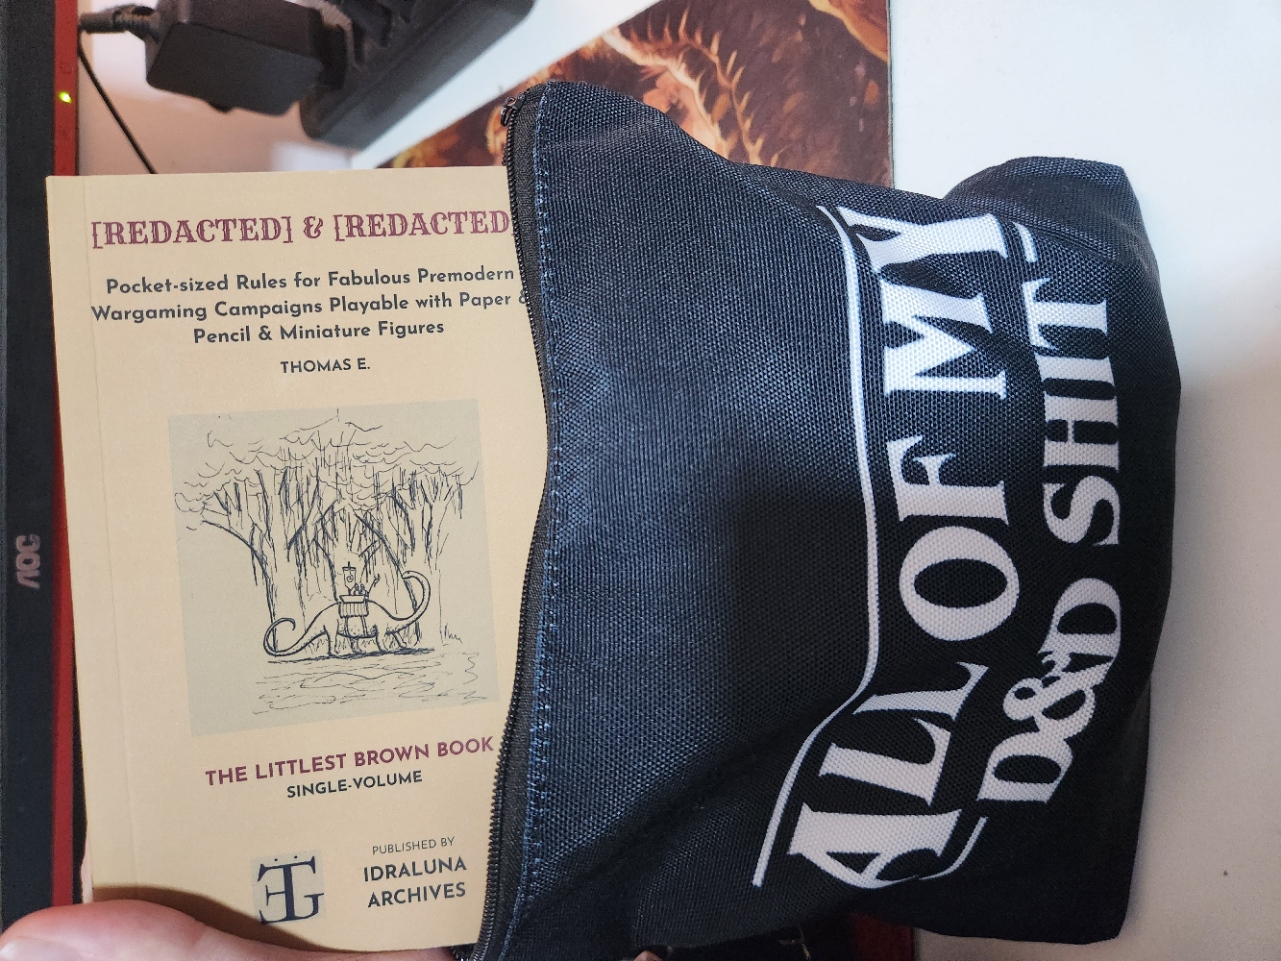 [REDACTED] & [REDACTED
Pocket-sized Rules for Fabulous Premodern
Wargaming Campaigns Playable with Paper &
Pencil & Miniature Figures
THOMAS E.
THE LITTLEST BROWN BOOK
SINGLE-VOLUME
PUBLISHED BY
IDRALUNA
ARCHIVES
ALL OF MY
D&D SHIT
AOC